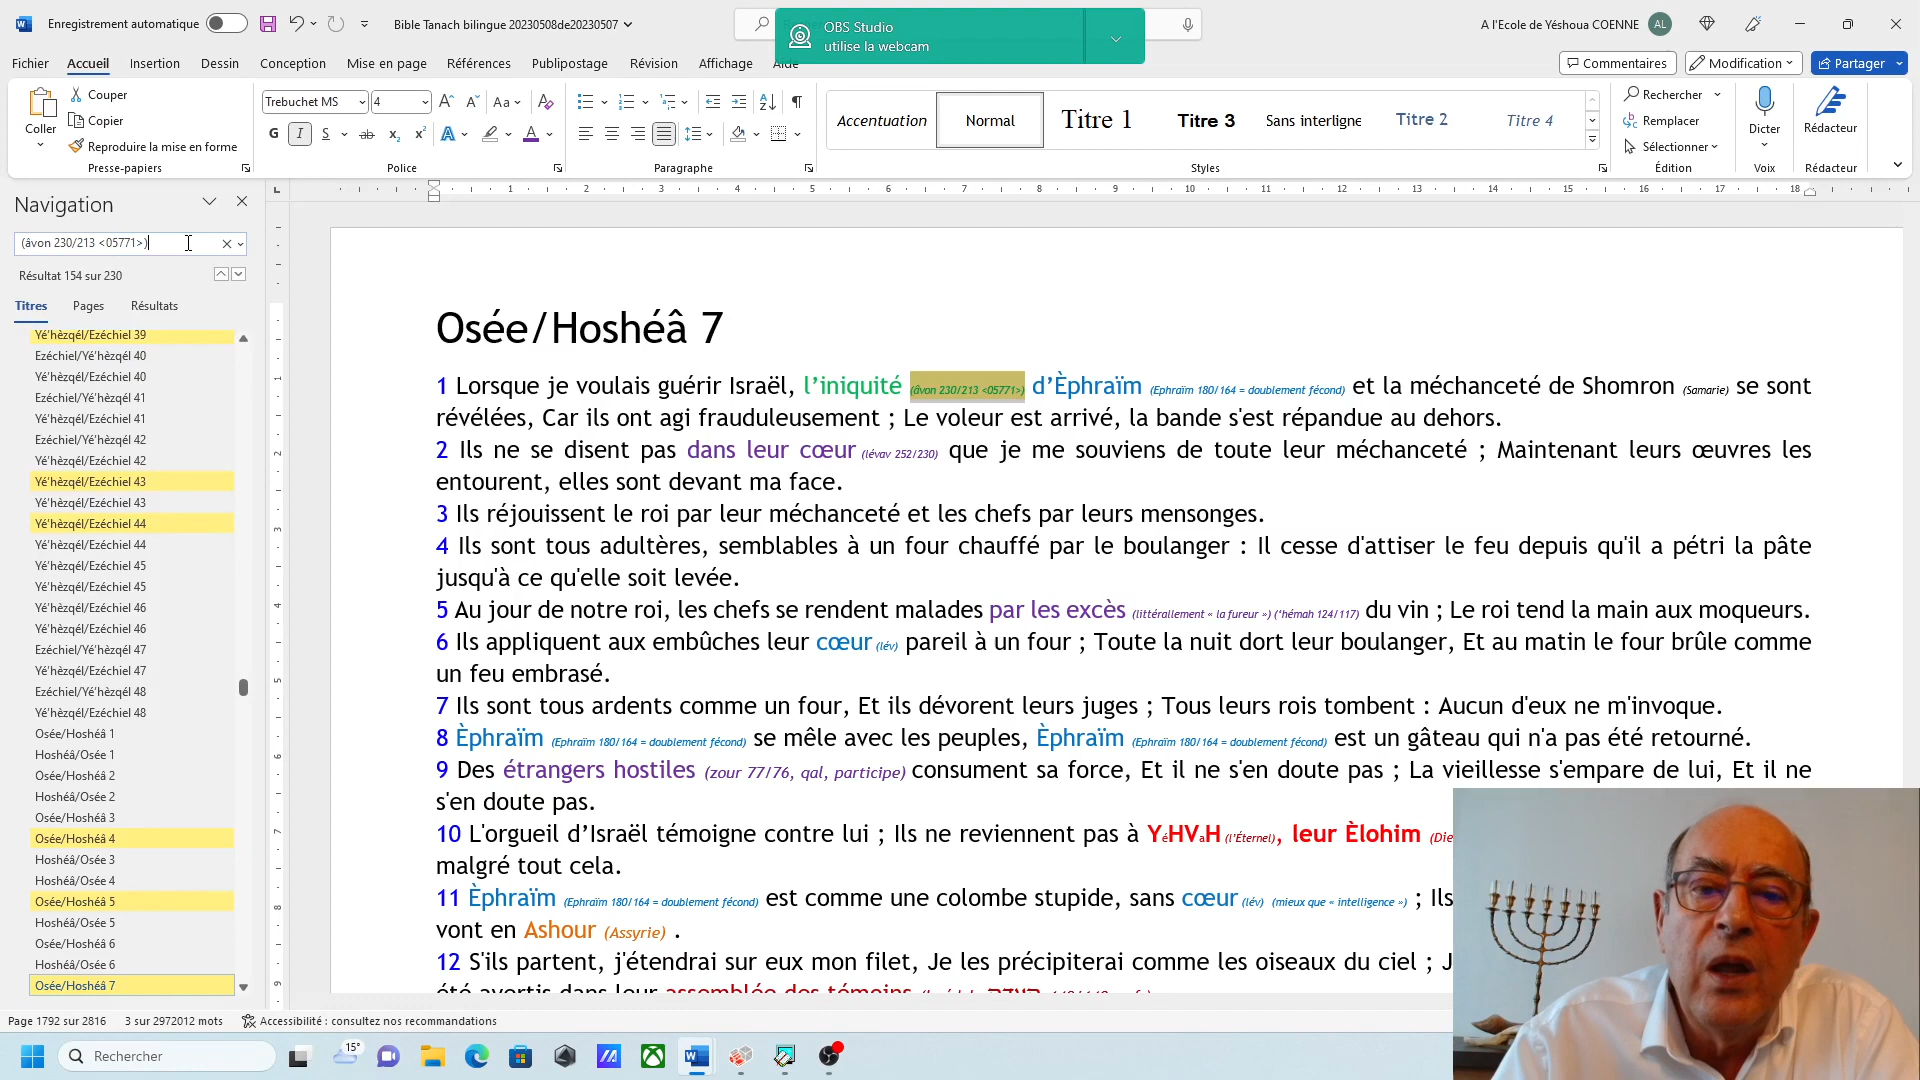 Enregistrement automatique
Bible Tanach bilingue 20230508de20230507
OBS Studio
utilise la webcam
A l'Ecole de Yéshoua COENNE
AL
Fichier
Accueil
Insertion
Dessin
Conception
Mise en page
Références
Publipostage
Révision
Affichage
Aide
Commentaires
Modification
Partager
Coller
Couper
Copier
Reproduire la mise en forme
Presse-papiers
Trebuchet MS
4
Police
Paragraphe
Accentuation
Normal
Titre 1
Titre 3
Sans interligne
Titre 2
Titre 4
Styles
Rechercher
Remplacer
Sélectionner
Édition
Dicter
Voix
Rédacteur
Rédacteur
Navigation
(âvon 230/213 <05771>)
Résultat 154 sur 230
Titres
Pages
Résultats
Yé'hèzqél/Ezéchiel 39
Ezéchiel/Yé'hèzqél 40
Yé'hèzqél/Ezéchiel 40
Ezéchiel/Yé'hèzqél 41
Yé'hèzqél/Ezéchiel 41
Ezéchiel/Yé'hèzqél 42
Yé'hèzqél/Ezéchiel 42
Yé'hèzqél/Ezéchiel 43
Yé'hèzqél/Ezéchiel 43
Yé'hèzqél/Ezéchiel 44
Yé'hèzqél/Ezéchiel 44
Yé'hèzqél/Ezéchiel 45
Yé'hèzqél/Ezéchiel 45
Yé'hèzqél/Ezéchiel 46
Yé'hèzqél/Ezéchiel 46
Ezéchiel/Yé'hèzqél 47
Yé'hèzqél/Ezéchiel 47
Ezéchiel/Yé'hèzqél 48
Yé'hèzqél/Ezéchiel 48
Osée/Hoshéâ 1
Hoshéâ/Osée 1
Osée/Hoshéâ 2
Hoshéâ/Osée 2
Osée/Hoshéâ 3
Osée/Hoshéâ 4
Hoshéâ/Osée 3
Hoshéâ/Osée 4
Osée/Hoshéâ 5
Hoshéâ/Osée 5
Osée/Hoshéâ 6
Hoshéâ/Osée 6
Osée/Hoshéâ 7
Osée/Hoshéâ 7
1 Lorsque je voulais guérir Israël, l’iniquité (âvon 230/213 <05771>) d’Èphraïm (Ephraïm 180/164 = doublement fécond) et la méchanceté de Shomron (Samarie) se sont
révélées, Car ils ont agi frauduleusement ; Le voleur est arrivé, la bande s'est répandue au dehors.
2 Ils ne se disent pas dans leur cœur (lévav 252/230) que je me souviens de toute leur méchanceté ; Maintenant leurs œuvres les
entourent, elles sont devant ma face.
3 Ils réjouissent le roi par leur méchanceté et les chefs par leurs mensonges.
4 Ils sont tous adultères, semblables à un four chauffé par le boulanger : Il cesse d'attiser le feu depuis qu'il a pétri la pâte
jusqu'à ce qu'elle soit levée.
5 Au jour de notre roi, les chefs se rendent malades par les excès (littérallement « la fureur ») (‘hémah 124/117) du vin ; Le roi tend la main aux moqueurs.
6 Ils appliquent aux embûches leur cœur (lév) pareil à un four ; Toute la nuit dort leur boulanger, Et au matin le four brûle comme
un feu embrasé.
7 Ils sont tous ardents comme un four, Et ils dévorent leurs juges ; Tous leurs rois tombent : Aucun d'eux ne m'invoque.
8 Èphraïm (Ephraïm 180/164 = doublement fécond) se mêle avec les peuples, Èphraïm (Ephraïm 180/164 = doublement fécond) est un gâteau qui n'a pas été retourné.
9 Des étrangers hostiles (zour 77/76, qal, participe) consument sa force, Et il ne s'en doute pas ; La vieillesse s'empare de lui, Et il ne
s'en doute pas.
10 L'orgueil d’Israël témoigne contre lui ; Ils ne reviennent pas à YéHVaH (l’Éternel), leur Èlohim (Die
malgré tout cela.
11 Èphraïm (Ephraïm 180/164 = doublement fécond) est comme une colombe stupide, sans cœur (lév) (mieux que « intelligence ») ; Ils
vont en Ashour (Assyrie) .
12 S'ils partent, j'étendrai sur eux mon filet, Je les précipiterai comme les oiseaux du ciel ; J
été avertis dans leur assemblée des témoins
Page 1792 sur 2816
3 sur 2972012 mots
Accessibilité : consultez nos recommandations
Rechercher
15°